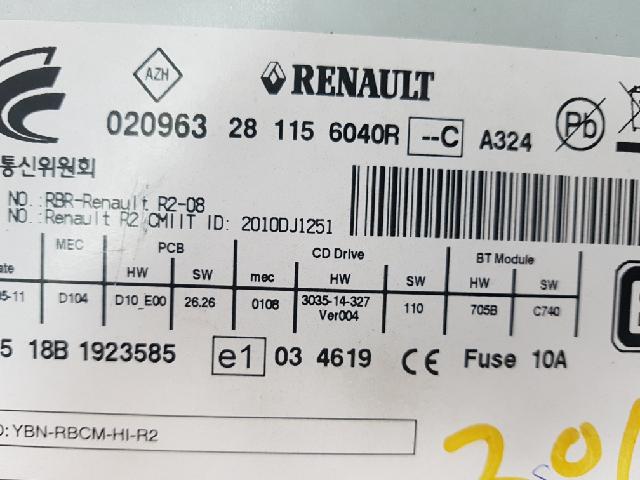 AZH RENAULT
020963 28 115 6040R --C A324 Pb
통신위원회
NO.:RBR-Renault R2-08
NO.:Renault R2 CMIIT ID: 2010DJ1251
MEC PCB CD Drive BT Module
HW SW mec HW SW HW SW
D104 D10_E00 26.26 0108 3035-14-327 110 705B C740
Ver004
5 18B 1923585 e1 03 4619 CE Fuse 10A
: YBN-RBCM-HI-R2